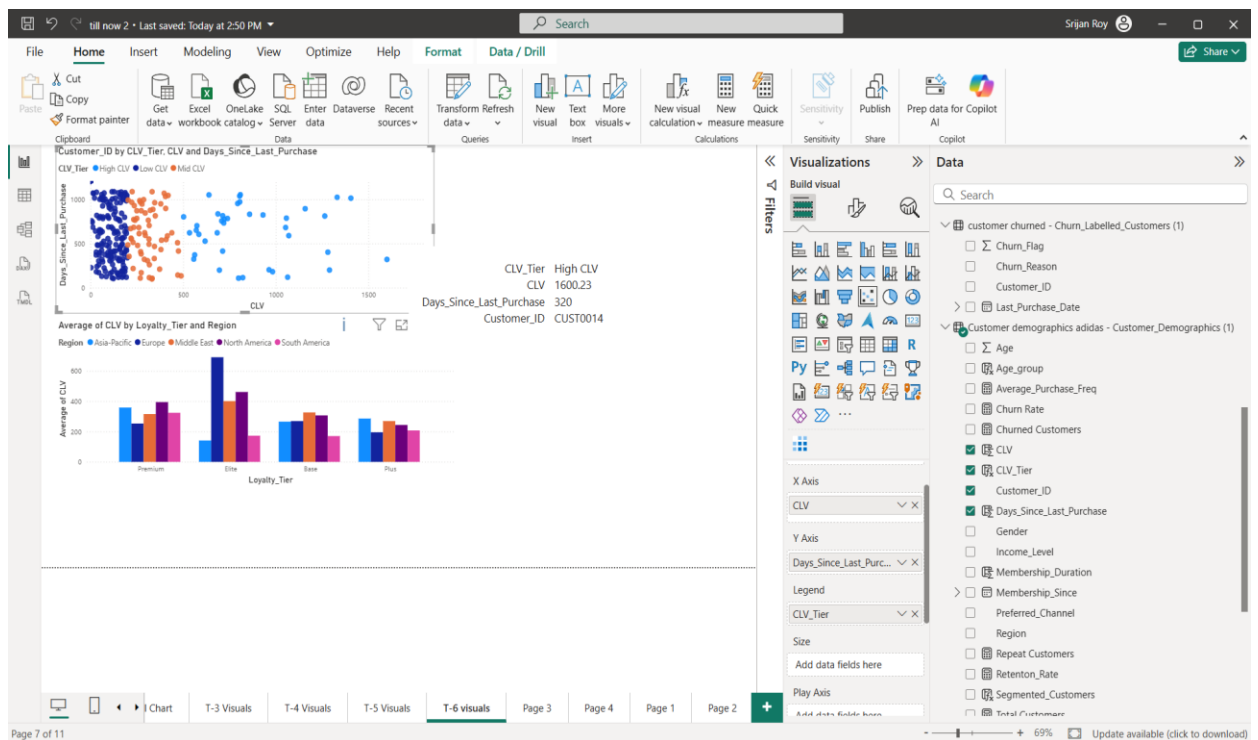 till now 2 • Last saved: Today at 2:50 PM
Search
Srijan Roy
File Home Insert Modeling View Optimize Help Format Data / Drill
Share
Paste
Cut
Copy
Format painter
Clipboard
Get data
Excel workbook
OneLake catalog
SQL Server
Enter data
Dataverse
Recent sources
Data
Transform data
Refresh
Queries
New visual
Text box
More visuals
Insert
New visual calculation
New measure
Quick measure
Calculations
Sensitivity
Sensitivity
Publish
Share
Prep data for Copilot AI
Copilot
Customer_ID by CLV_Tier, CLV and Days_Since_Last_Purchase
CLV_Tier High CLV Low CLV Mid CLV
Days_Since_Last_Purchase
1000
500
0
0 500 1000 1500
CLV
CLV_Tier High CLV
CLV 1600.23
Days_Since_Last_Purchase 320
Customer_ID CUST0014
Average of CLV by Loyalty_Tier and Region
Region Asia-Pacific Europe Middle East North America South America
Average of CLV
600
400
200
0
Premium Elite Base Plus
Loyalty_Tier
Filters
Visualizations
Build visual
123
R
Py
...
X Axis
CLV
Y Axis
Days_Since_Last_Purc...
Legend
CLV_Tier
Size
Add data fields here
Play Axis
Add data fields here
Data
Search
customer churned - Churn_Labelled_Customers (1)
Churn_Flag
Churn_Reason
Customer_ID
Last_Purchase_Date
Customer demographics adidas - Customer_Demographics (1)
Age
Age_group
Average_Purchase_Freq
Churn Rate
Churned Customers
CLV
CLV_Tier
Customer_ID
Days_Since_Last_Purchase
Gender
Income_Level
Membership_Duration
Membership_Since
Preferred_Channel
Region
Repeat Customers
Retenton_Rate
Segmented_Customers
Total Customers
Chart T-3 Visuals T-4 Visuals T-5 Visuals T-6 visuals Page 3 Page 4 Page 1 Page 2
Page 7 of 11
69%
Update available (click to download)